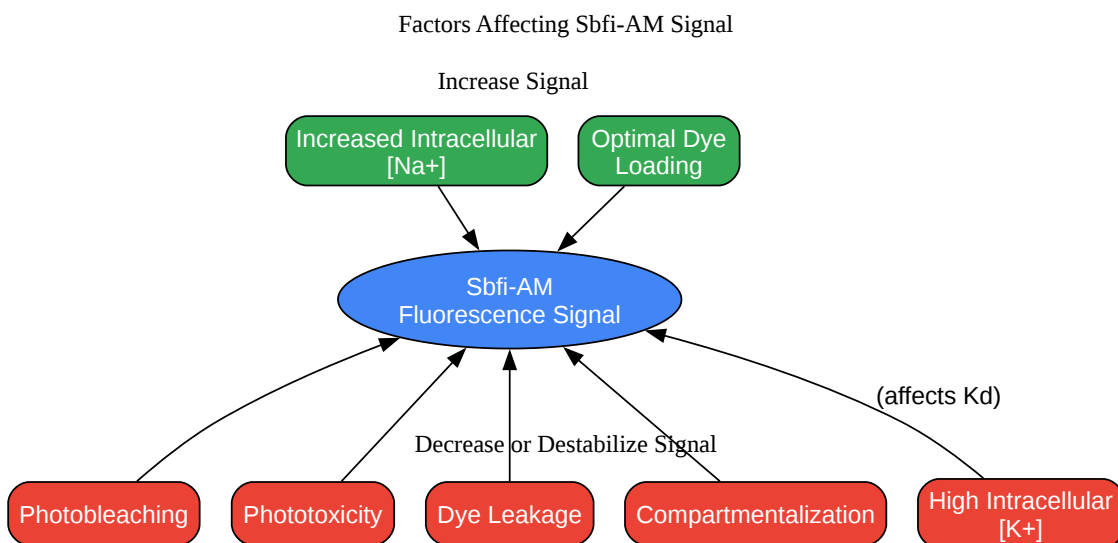 Factors Affecting Sbfi-AM Signal
Increase Signal
Increased Intracellular
[Na+]
Optimal Dye
Loading
Sbfi-AM
Fluorescence Signal
(affects Kd)
Decrease or Destabilize Signal
Photobleaching
Phototoxicity
Dye Leakage
Compartmentalization
High Intracellular
[K+]